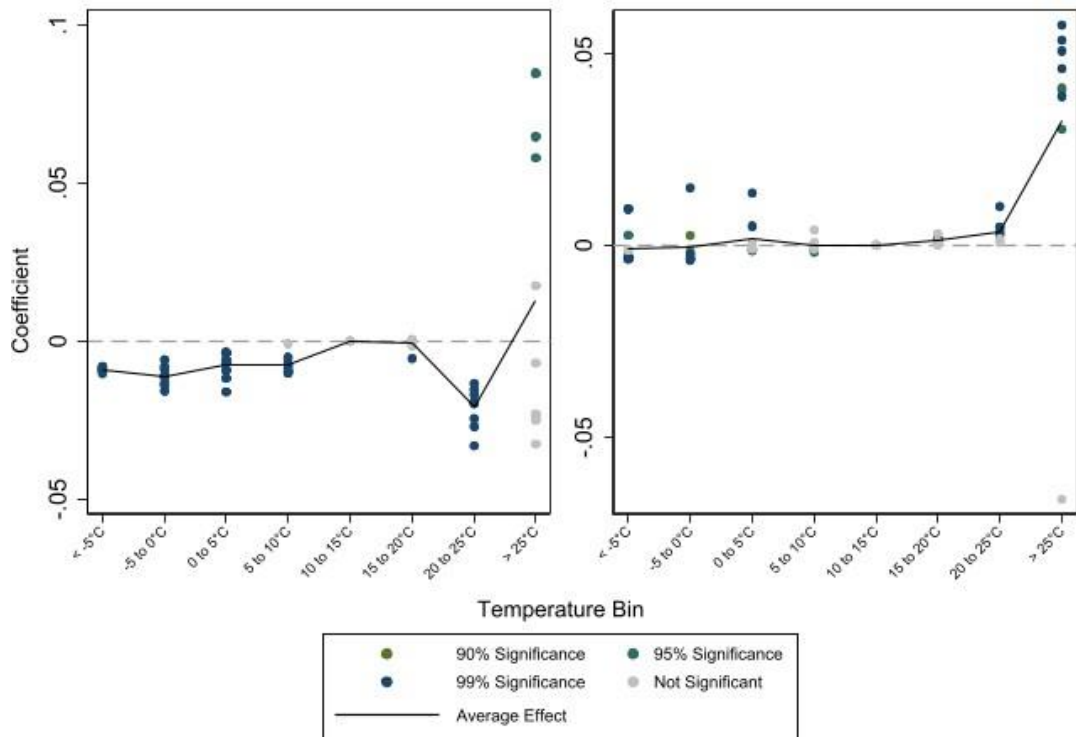 .1
.05
0
-.05
Coefficient
< -5°C
-5 to 0°C
0 to 5°C
5 to 10°C
10 to 15°C
15 to 20°C
20 to 25°C
> 25°C
.05
0
-.05
< -5°C
-5 to 0°C
0 to 5°C
5 to 10°C
10 to 15°C
15 to 20°C
20 to 25°C
> 25°C
Temperature Bin
90% Significance 95% Significance
99% Significance Not Significant
Average Effect